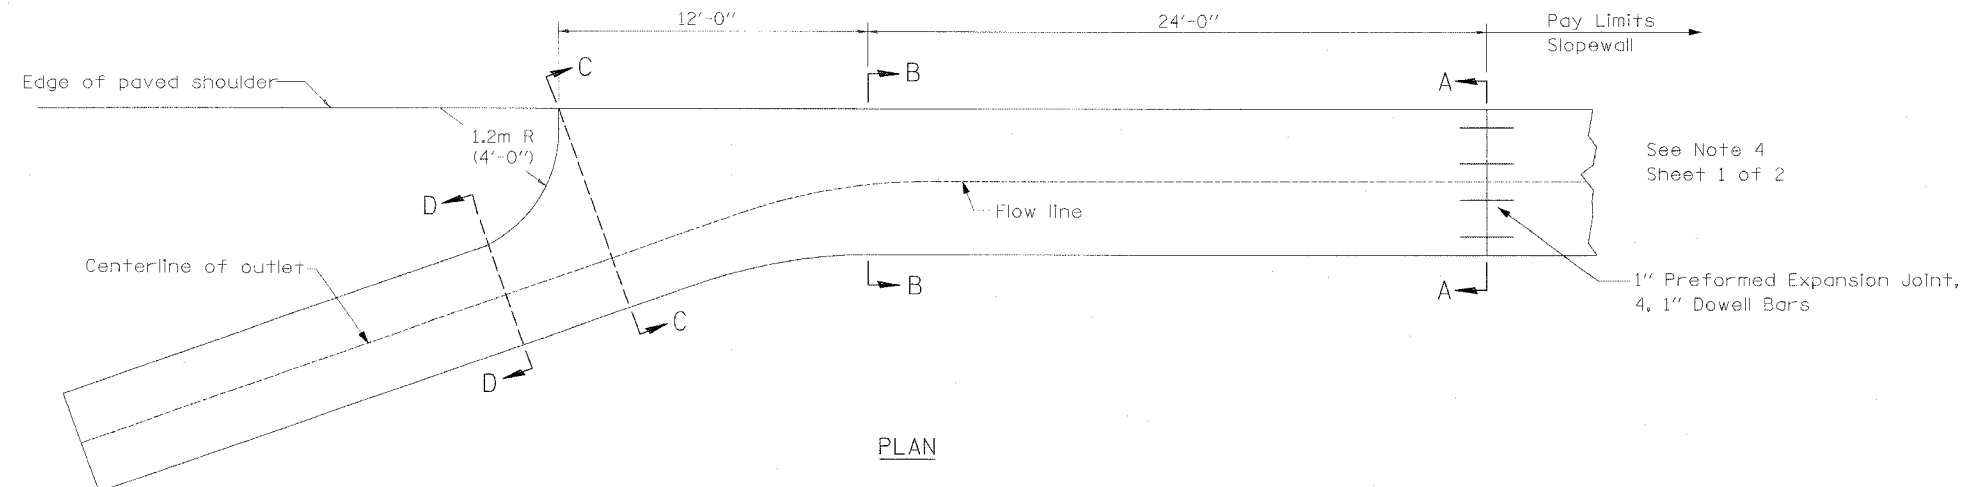 12'-0"
24'-0"
Pay Limits
Slopewall
C
B
A
Edge of paved shoulder
1.2m R
(4'-0")
See Note 4
Sheet 1 of 2
D
Flow line
Centerline of outlet
B
A
1" Preformed Expansion Joint,
4, 1" Dowell Bars
C
D
PLAN